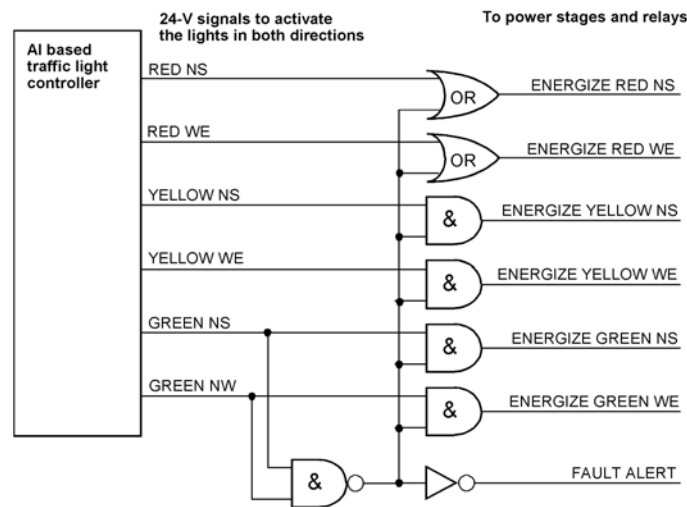 24-V signals to activate
the lights in both directions
To power stages and relays
AI based
traffic light
controller
RED NS
OR
ENERGIZE RED NS
RED WE
OR
ENERGIZE RED WE
YELLOW NS
&
ENERGIZE YELLOW NS
YELLOW WE
&
ENERGIZE YELLOW WE
GREEN NS
&
ENERGIZE GREEN NS
GREEN NW
&
ENERGIZE GREEN WE
&
FAULT ALERT